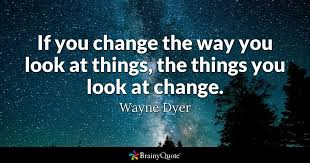 If you change the way you
look at things, the things you
look at change.
Wayne Dyer
BrainyQuote